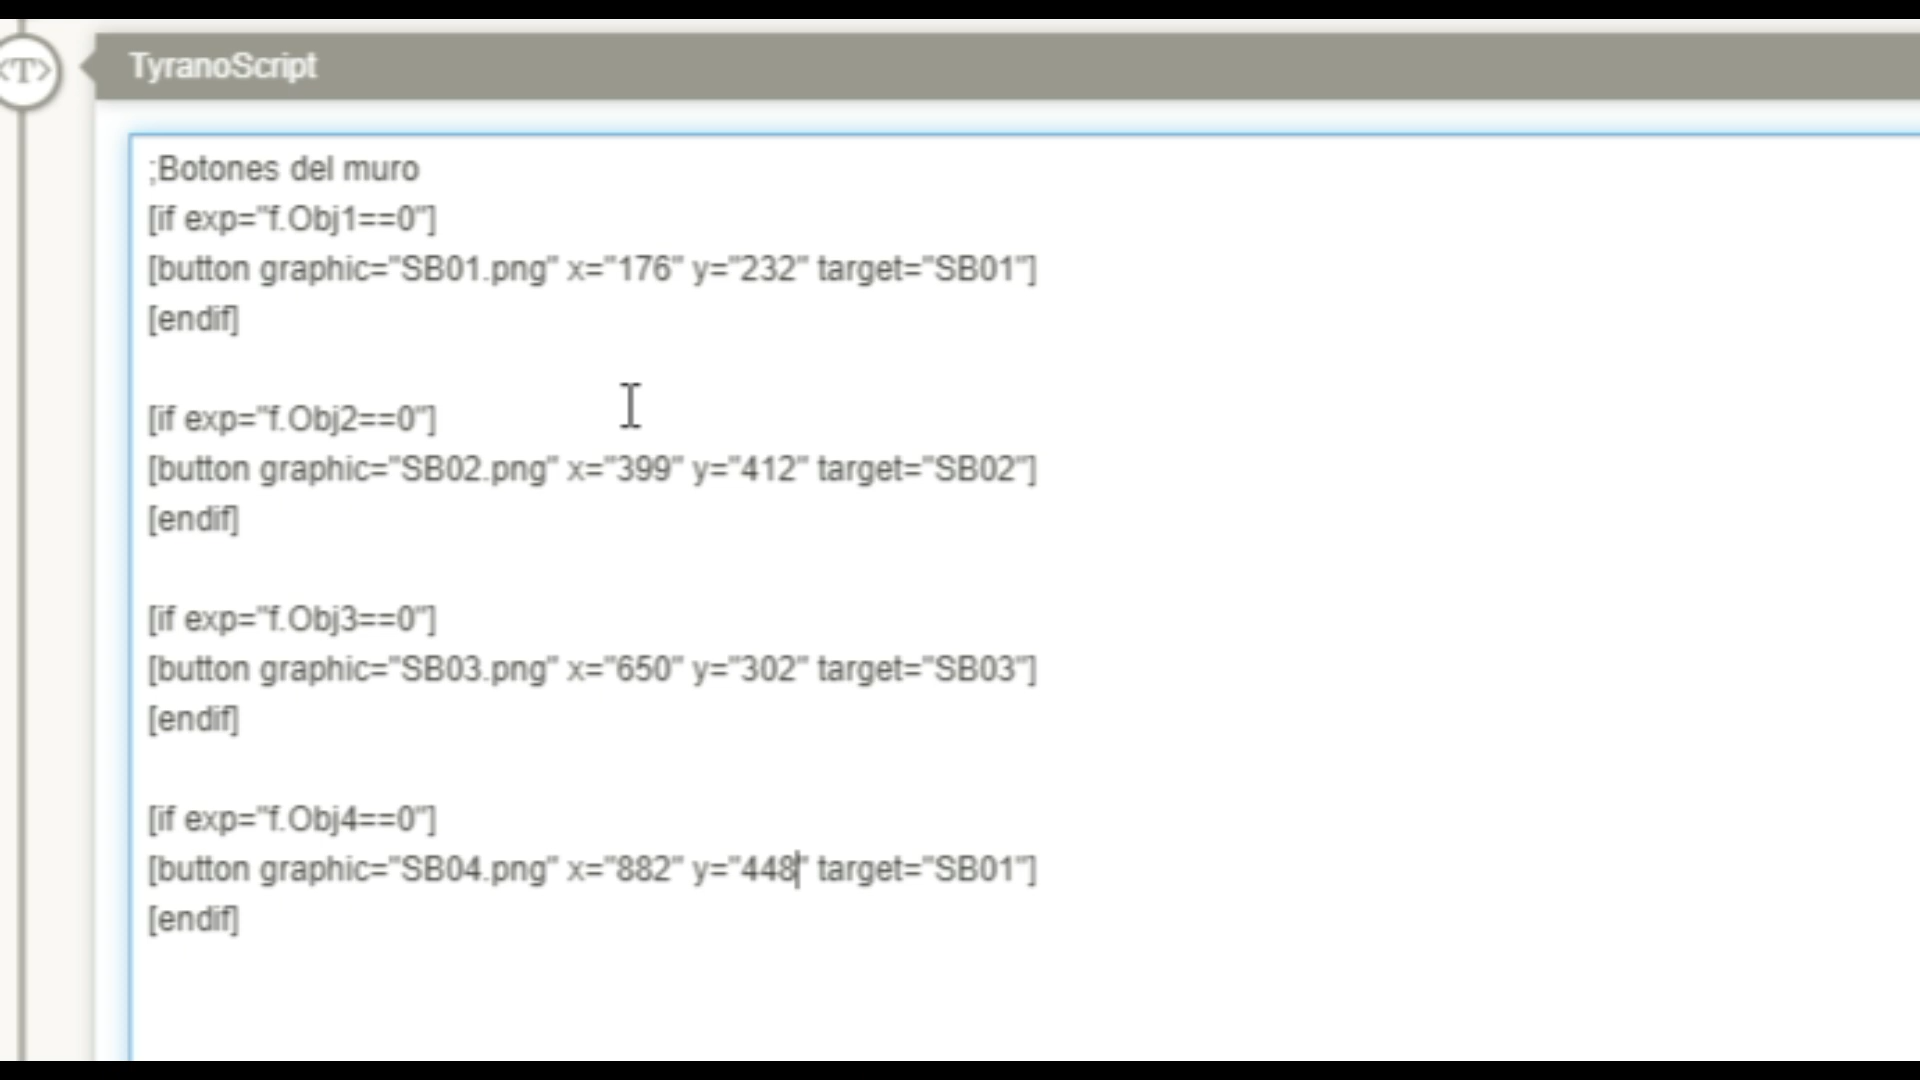 <T>
TyranoScript
;Botones del muro
[if exp="f.Obj1==0"]
[button graphic="SB01.png" x="176" y="232" target="SB01"]
[endif]
[if exp="f.Obj2==0"]
[button graphic="SB02.png" x="399" y="412" target="SB02"]
[endif]
[if exp="f.Obj3==0"]
[button graphic="SB03.png" x="650" y="302" target="SB03"]
[endif]
[if exp="f.Obj4==0"]
[button graphic="SB04.png" x="882" y="448" target="SB01"]
[endif]